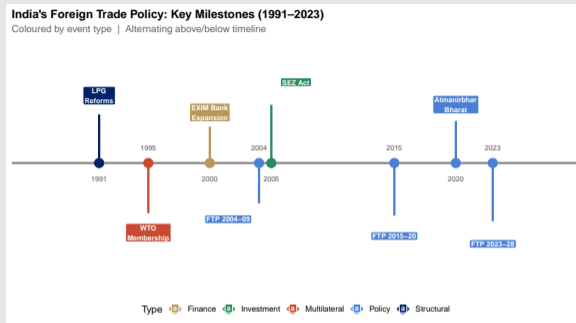 India's Foreign Trade Policy: Key Milestones (1991–2023)
Coloured by event type | Alternating above/below timeline
SEZ Act
LPG
Reforms
EXIM Bank
Expansion
Atmanirbhar
Bharat
1995
2004
2015
2023
1991
2000
2005
2020
FTP 2004–09
WTO
Membership
FTP 2015–20
FTP 2023–28
Type a Finance a Investment a Multilateral a Policy a Structural